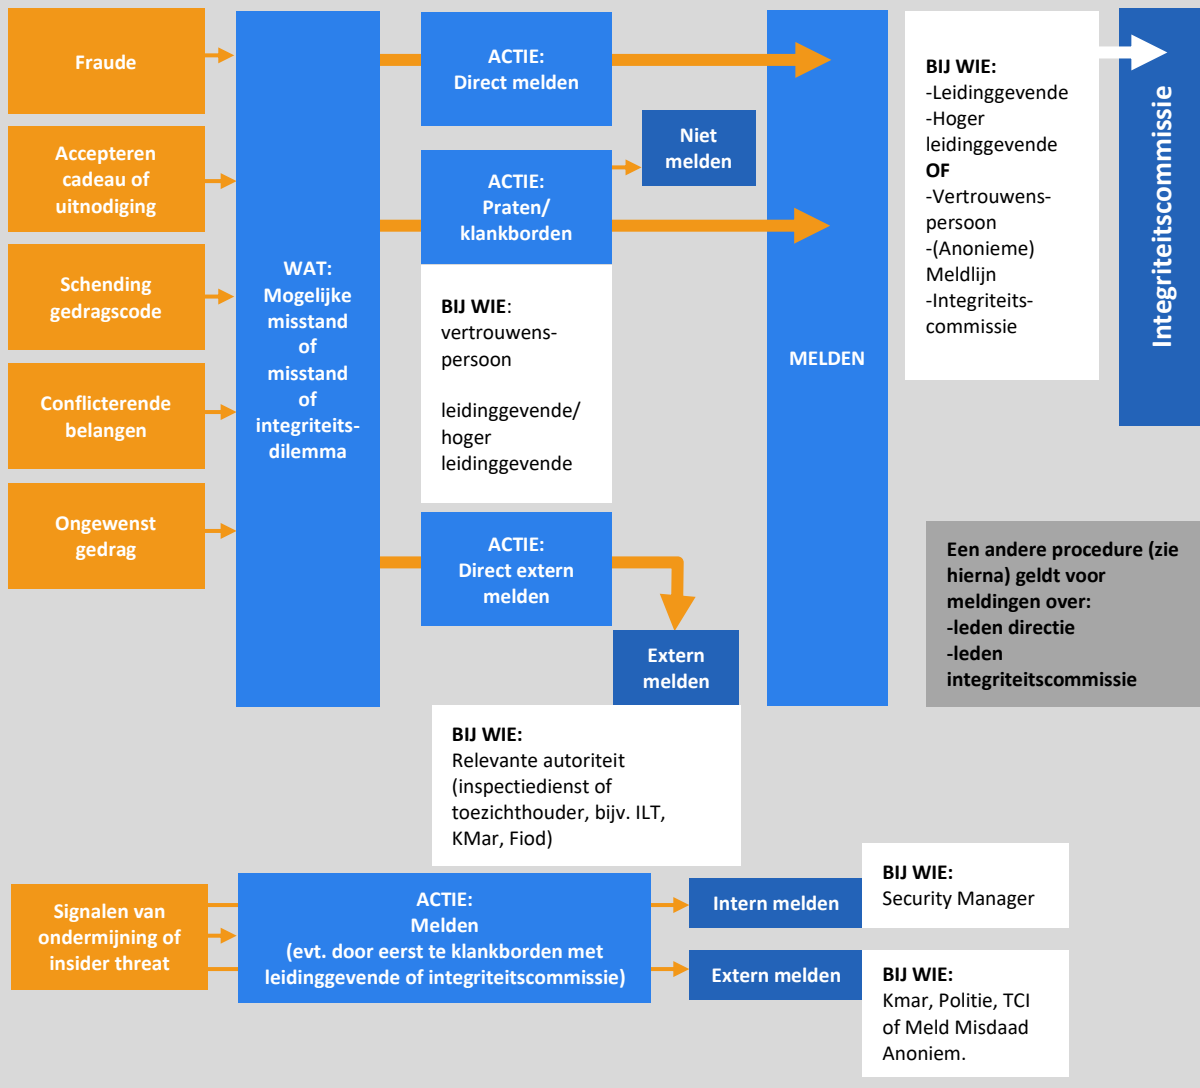 Fraude
Accepteren
cadeau of
uitnodiging
Schending
gedragscode
Conflicterende
belangen
Ongewenst
gedrag
WAT:
Mogelijke
misstand
of
misstand
of
integriteits-
dilemma
ACTIE:
Direct melden
ACTIE:
Praten/
klankborden
BIJ WIE:
vertrouwens-
persoon
leidinggevende/
hoger
leidinggevende
Niet
melden
ACTIE:
Direct extern
melden
Extern
melden
BIJ WIE:
Relevante autoriteit
(inspectiedienst of
toezichthouder, bijv. ILT,
KMar, Fiod)
MELDEN
BIJ WIE:
-Leidinggevende
-Hoger
leidinggevende
OF
-Vertrouwens-
persoon
-(Anonieme)
Meldlijn
-Integriteits-
commissie
Integriteitscommissie
Een andere procedure (zie
hierna) geldt voor
meldingen over:
-leden directie
-leden
integriteitscommissie
Signalen van
ondermijning of
insider threat
ACTIE:
Melden
(evt. door eerst te klankborden met
leidinggevende of integriteitscommissie)
Intern melden
BIJ WIE:
Security Manager
Extern melden
BIJ WIE:
Kmar, Politie, TCI
of Meld Misdaad
Anoniem.